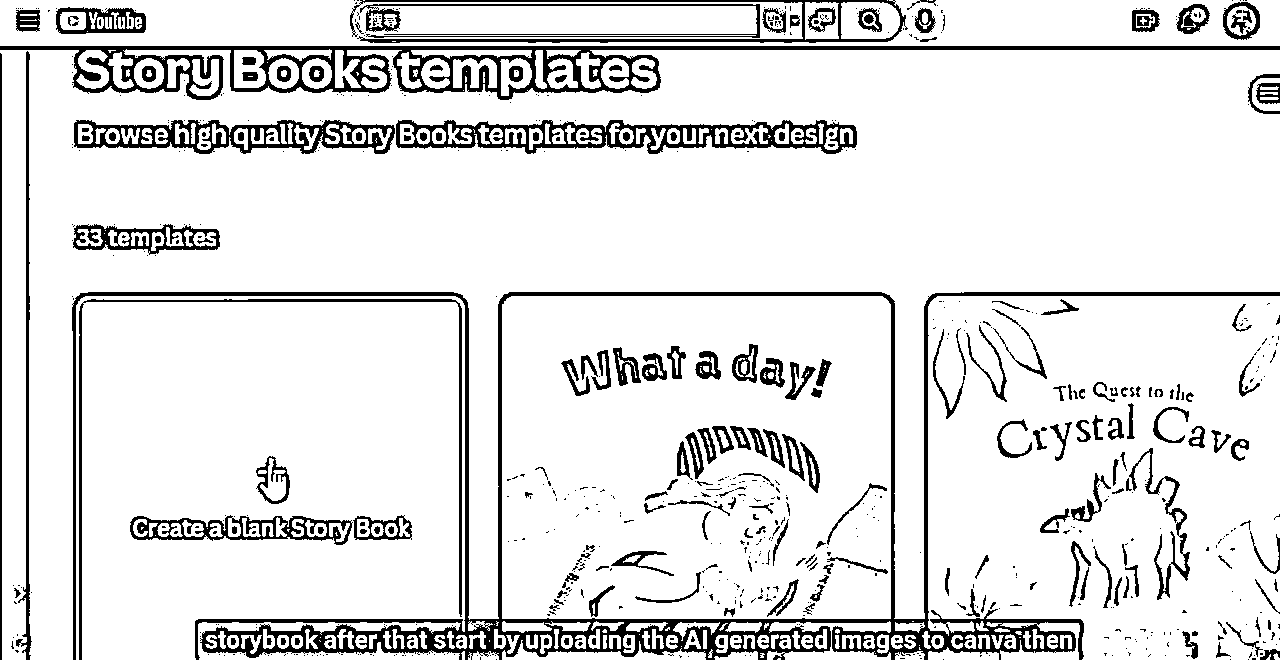 YouTube
搜尋
Story Books templates
Browse high quality Story Books templates for your next design
33 templates
Create a blank Story Book
What a day!
The Quest to the
Crystal Cave
storybook after that start by uploading the AI generated images to canva then